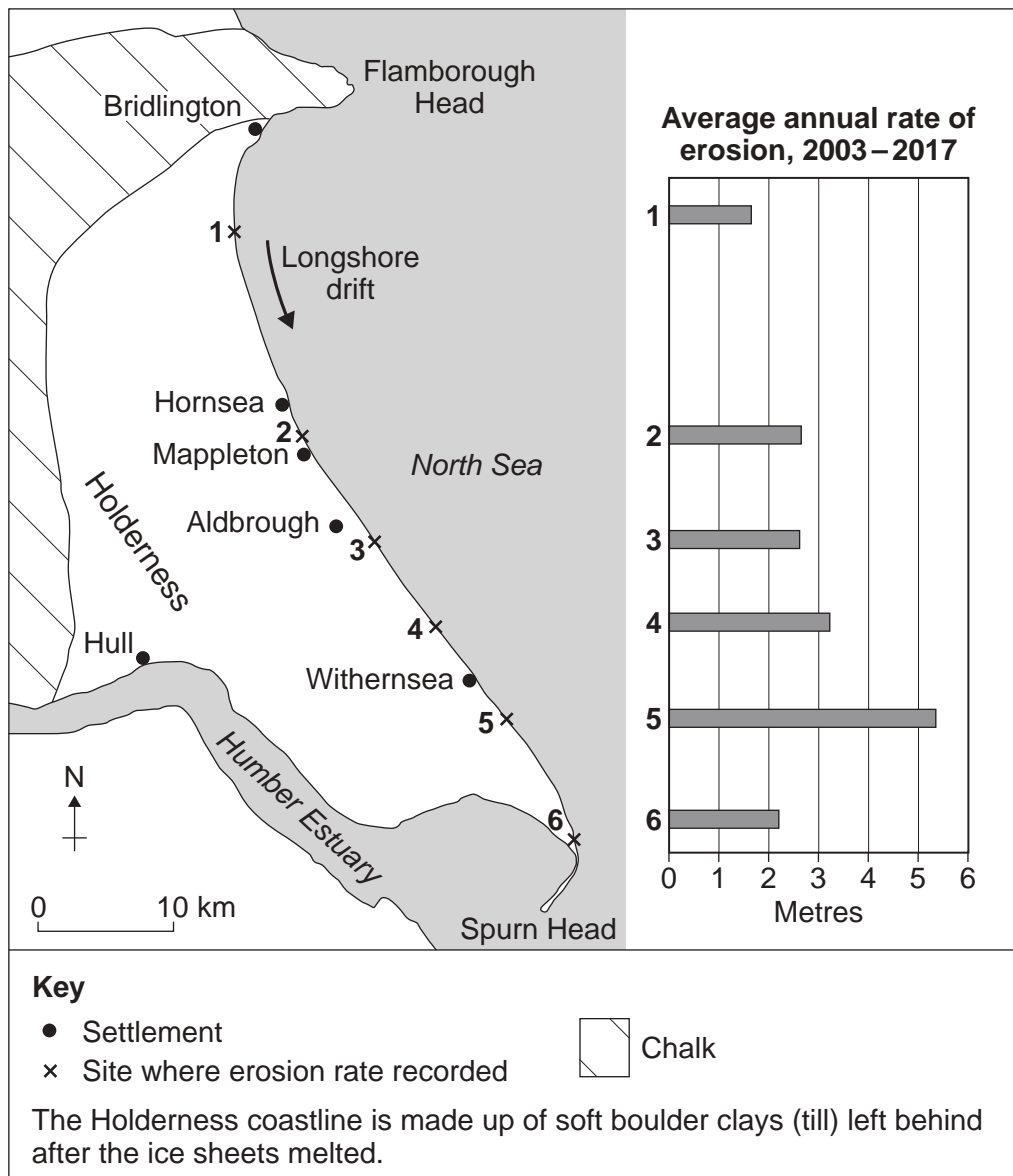 Flamborough
Head
Bridlington
1
Longshore
drift
Hornsea
2
Mappleton
North Sea
Aldbrough
3
Holderness
4
Hull
Withernsea
5
Humber Estuary
N
6
0 10 km
Spurn Head
Average annual rate of
erosion, 2003–2017
1
2
3
4
5
6
0 1 2 3 4 5 6
Metres
Key
Settlement
Site where erosion rate recorded
Chalk
The Holderness coastline is made up of soft boulder clays (till) left behind
after the ice sheets melted.